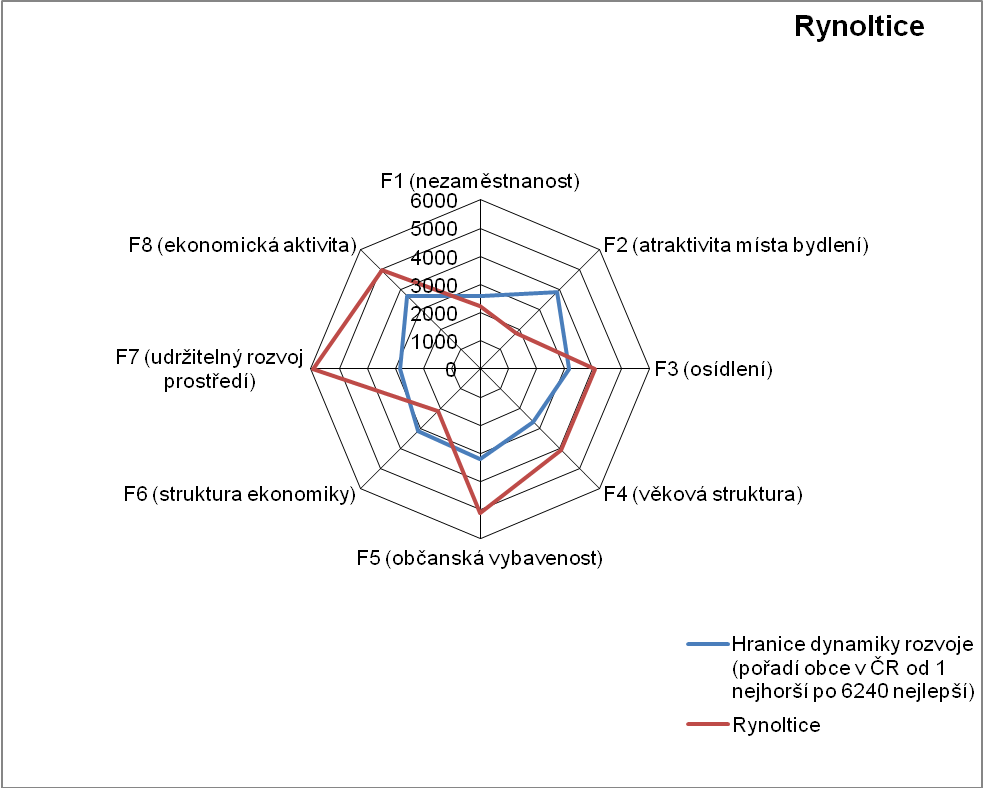 Rynoltice
F1 (nezaměstnanost)
6000
5000
4000
3000
2000
1000
0
F2 (atraktivita místa bydlení)
F3 (osídlení)
F4 (věková struktura)
F5 (občanská vybavenost)
F6 (struktura ekonomiky)
F7 (udržitelný rozvoj
prostředí)
F8 (ekonomická aktivita)
Hranice dynamiky rozvoje
(pořadí obce v ČR od 1
nejhorší po 6240 nejlepší)
Rynoltice